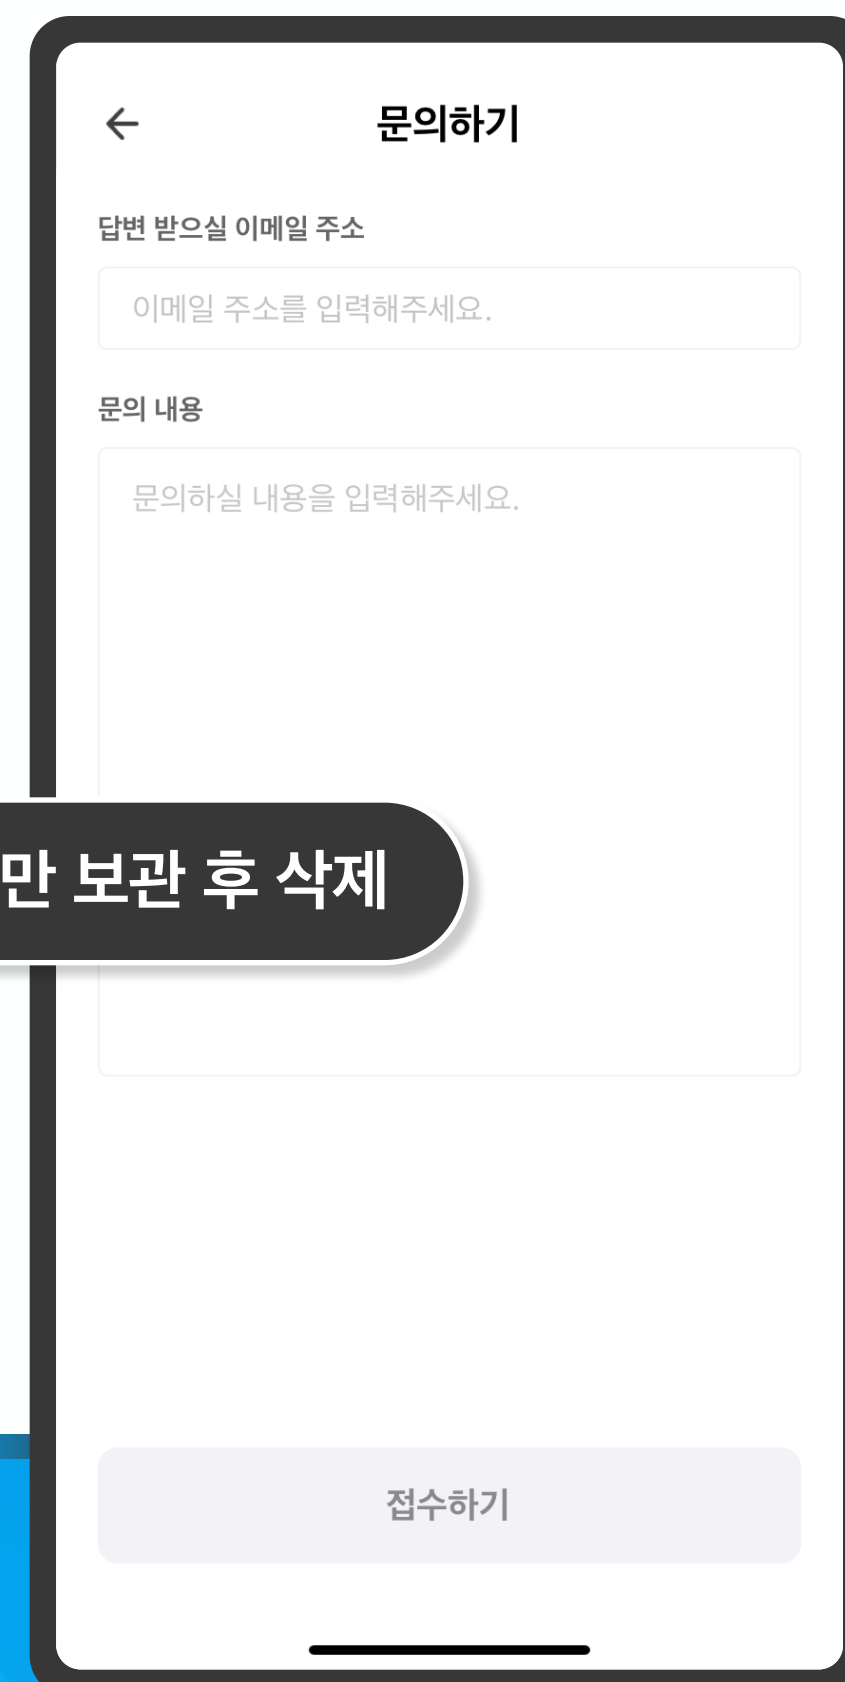 문의하기
답변 받으실 이메일 주소
이메일 주소를 입력해주세요.
문의 내용
문의하실 내용을 입력해주세요.
만 보관 후 삭제
접수하기